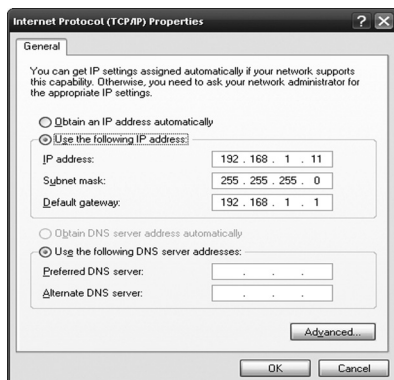 Internet Protocol (TCP/IP) Properties
General
You can get IP settings assigned automatically if your network supports
this capability. Otherwise, you need to ask your network administrator for
the appropriate IP settings.
Obtain an IP address automatically
Use the following IP address:
IP address: 192 . 168 . 1 . 11
Subnet mask: 255 . 255 . 255 . 0
Default gateway: 192 . 168 . 1 . 1
Obtain DNS server address automatically
Use the following DNS server addresses:
Preferred DNS server: . . .
Alternate DNS server: . . .
Advanced...
OK Cancel